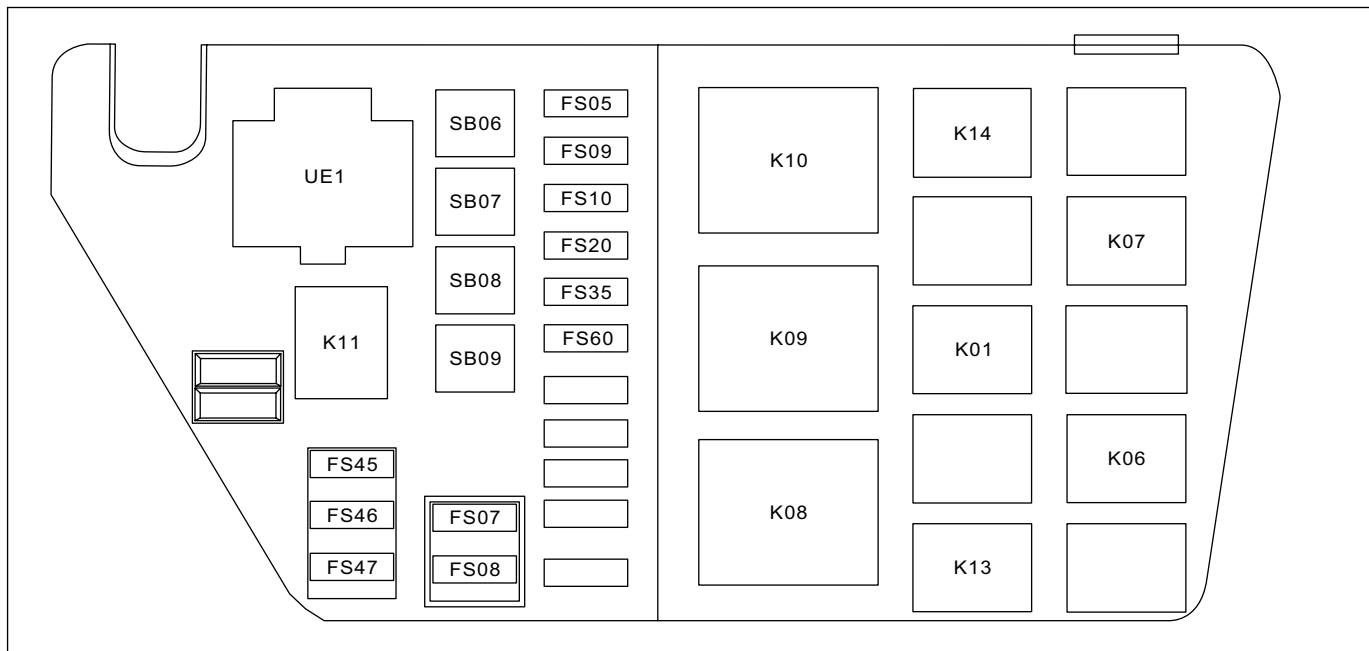 UE1
K11
FS45
FS46
FS47
SB06
SB07
SB08
SB09
FS07
FS08
FS05
FS09
FS10
FS20
FS35
FS60
K10
K09
K08
K14
K01
K13
K07
K06